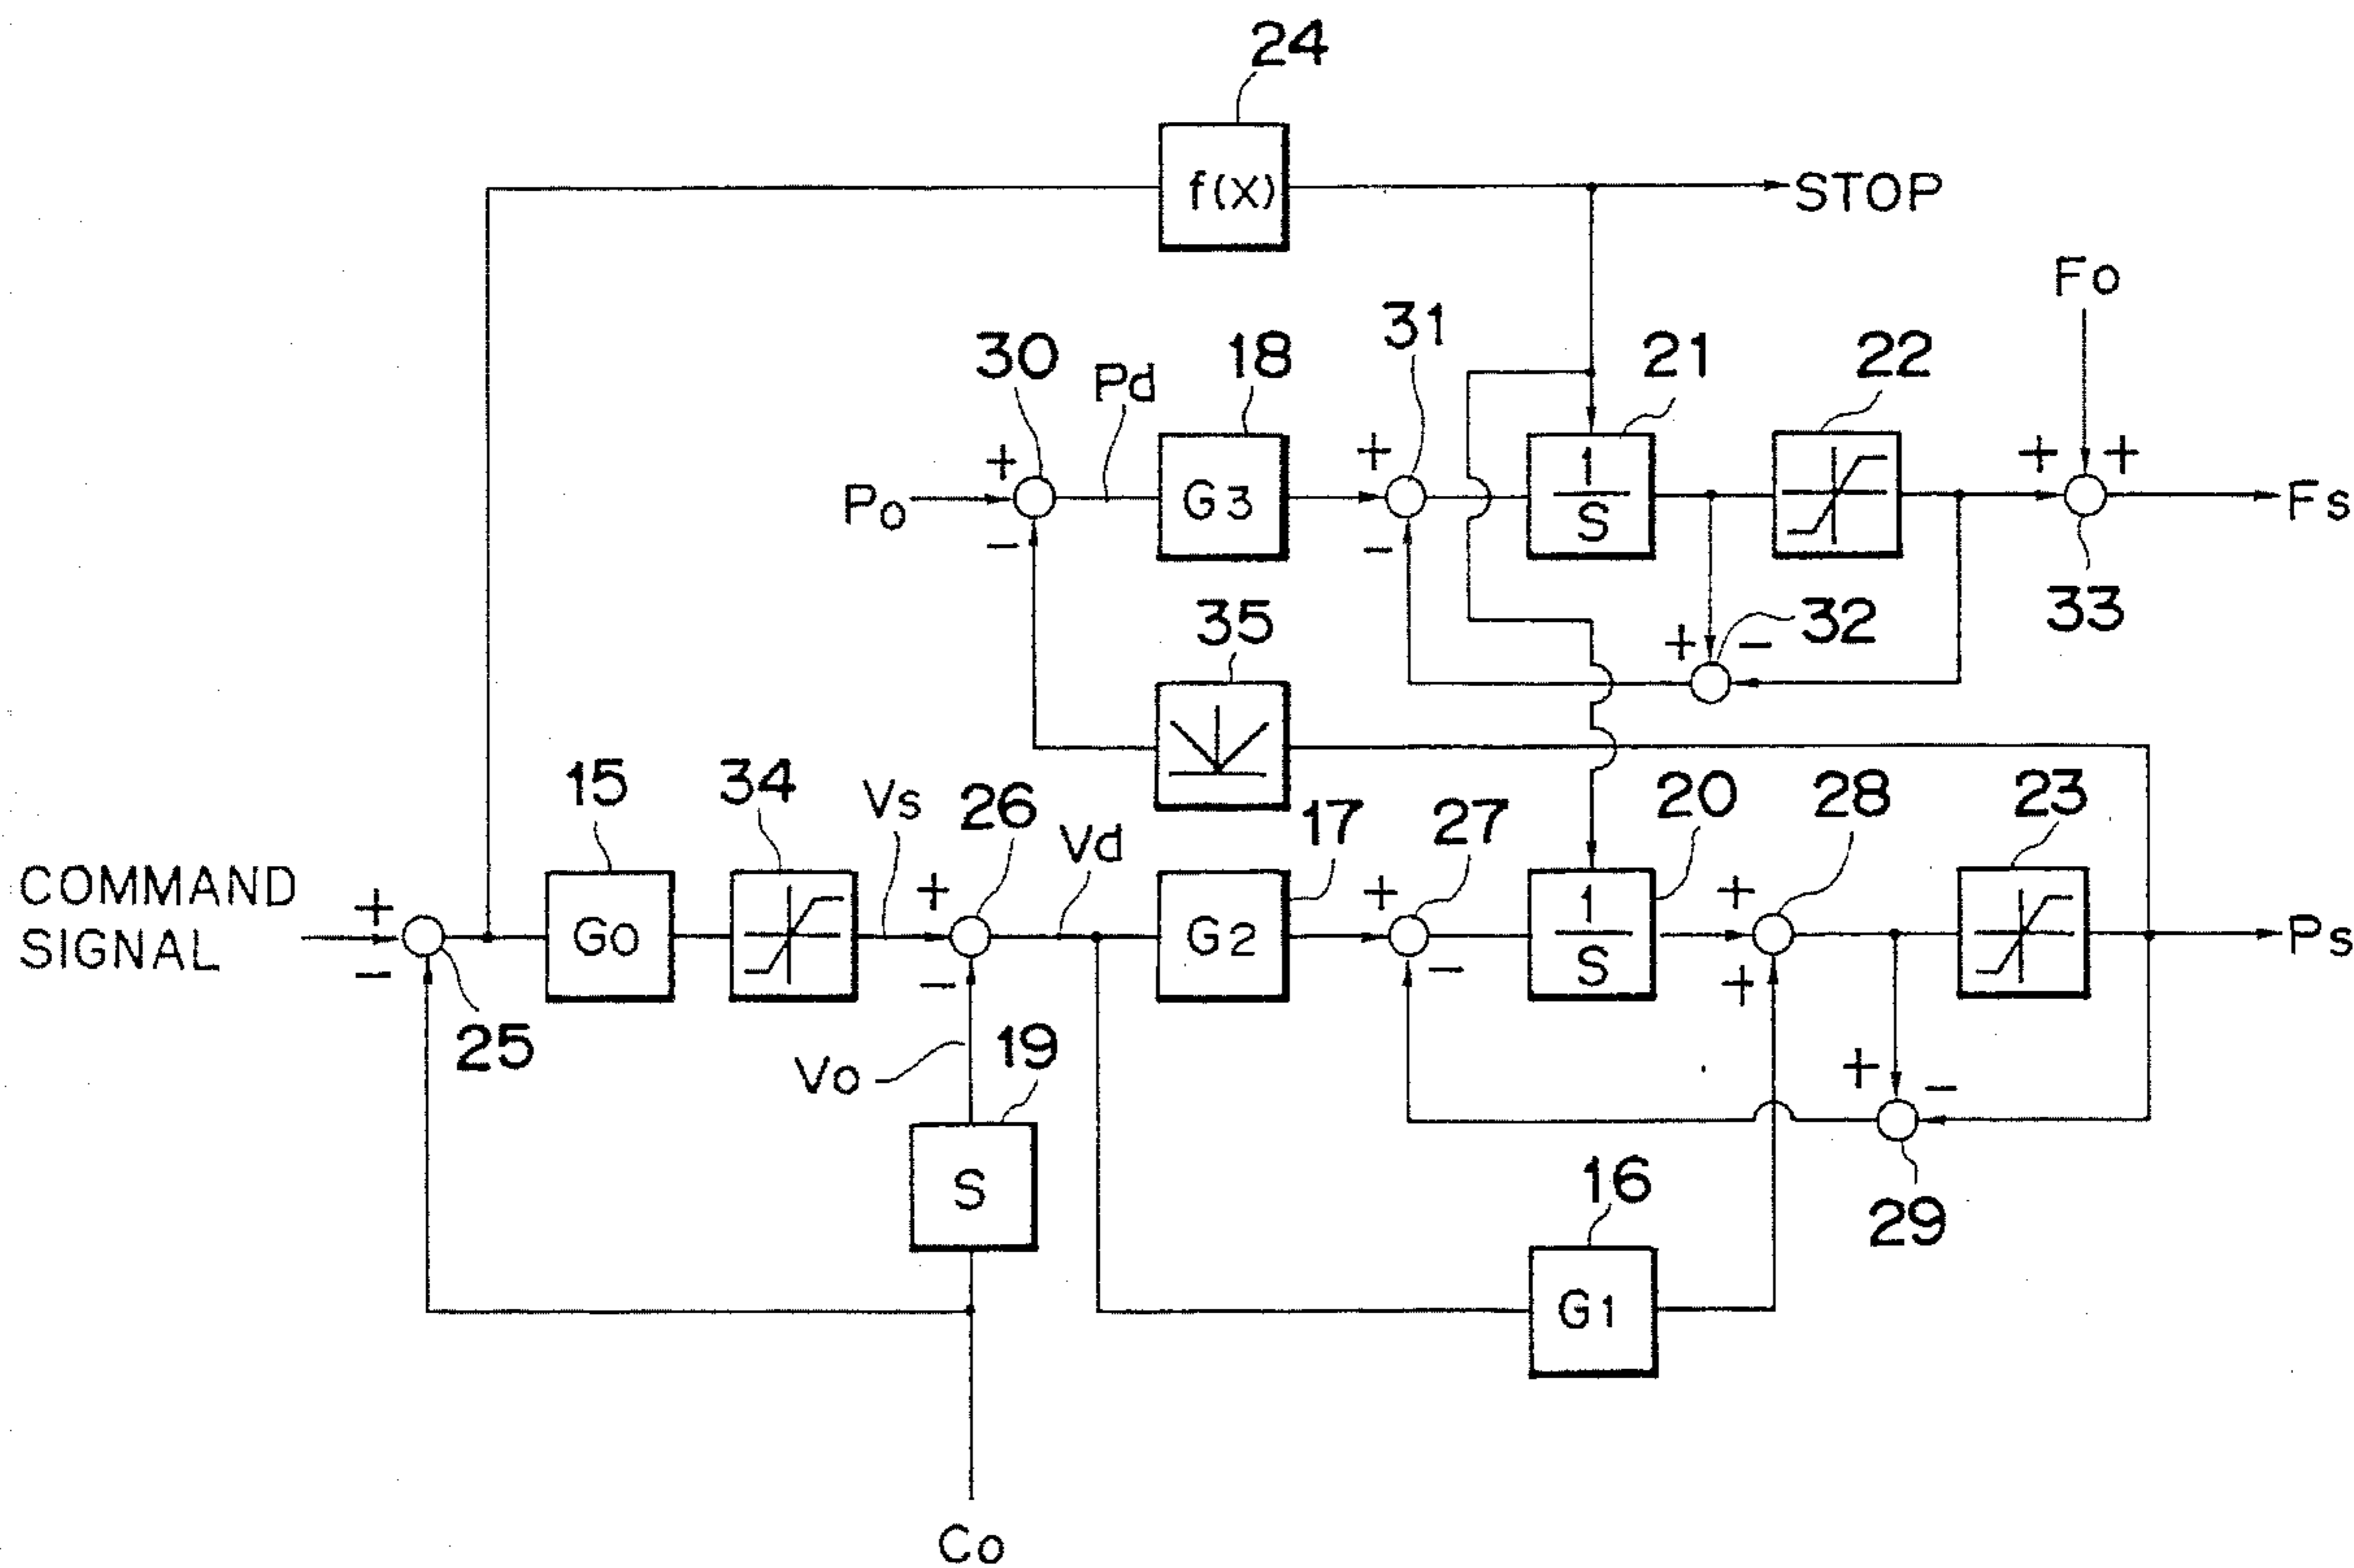 24
f(X)
STOP
Fo
30
Pd
18
31
21
22
Po
+
−
G3
+
−
1
S
+
+
Fs
33
35
+
−
32
15
34
Vs
26
Vd
17
27
20
28
23
COMMAND
SIGNAL
+
−
Go
+
−
G2
+
−
1
S
+
+
Ps
25
Vo
19
+
−
S
16
29
G1
Co